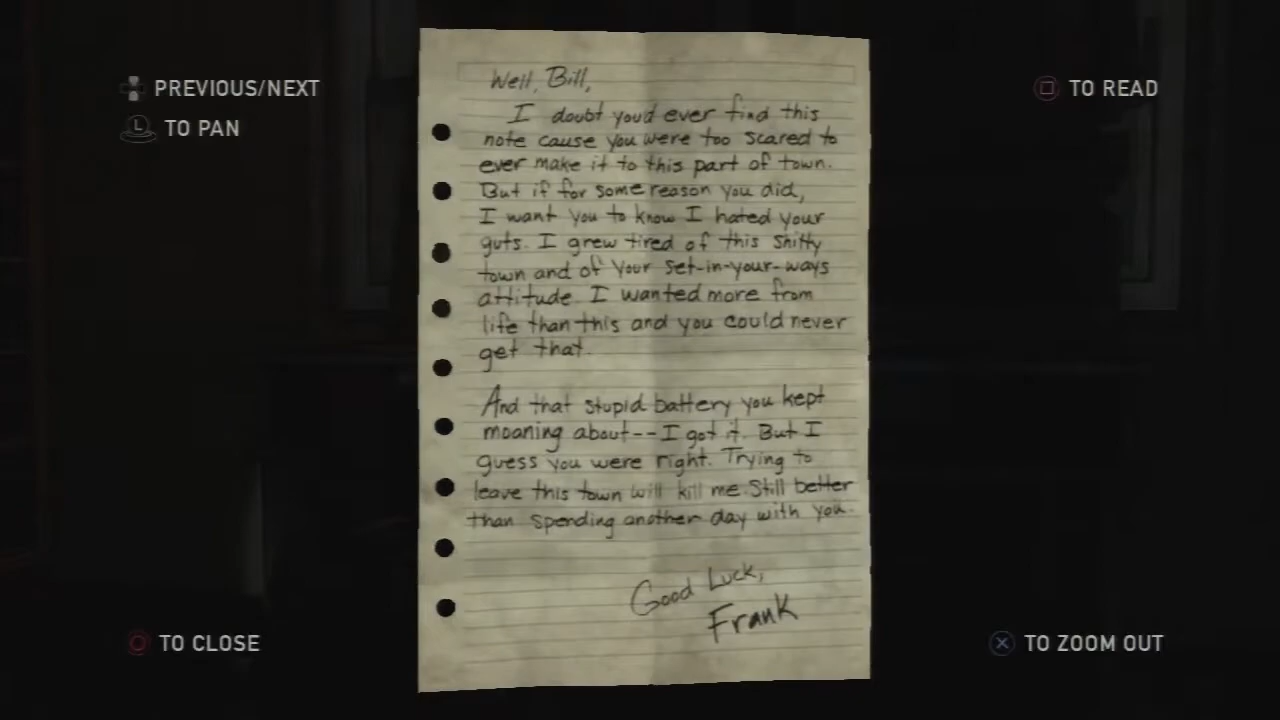 PREVIOUS/NEXT
L TO PAN
TO READ
Well, Bill,
I doubt you'd ever find this
note cause you were too scared to
ever make it to this part of town.
But if for some reason you did,
I want you to know I hated your
guts. I grew tired of this shitty
town and of your set-in-your-ways
attitude. I wanted more from
life than this and you could never
get that.
And that stupid battery you kept
moaning about--I got it. But I
guess you were right. Trying to
leave this town will kill me. Still better
than spending another day with you.
Good Luck,
Frank
TO CLOSE
TO ZOOM OUT